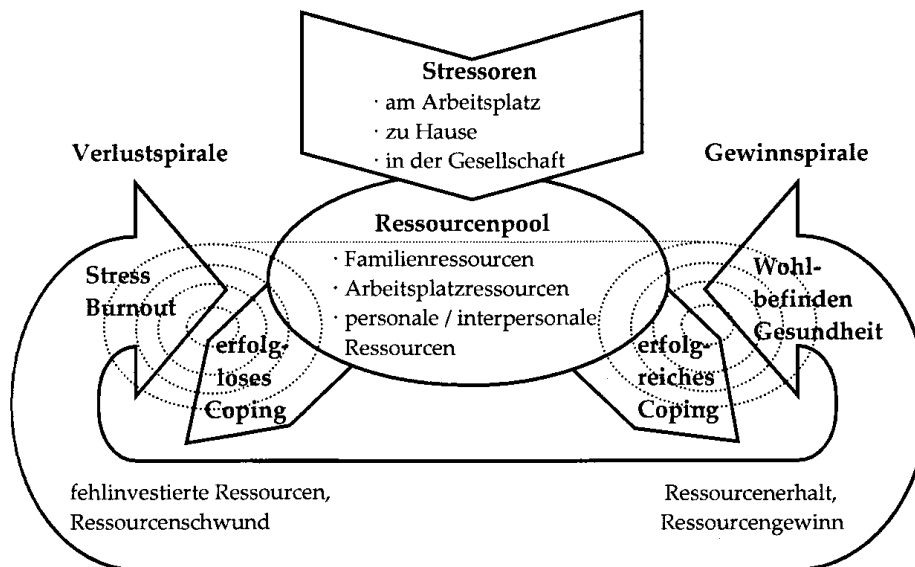 Stressoren
· am Arbeitsplatz
· zu Hause
· in der Gesellschaft
Verlustspirale
Gewinnspirale
Ressourcenpool
· Familienressourcen
· Arbeitsplatzressourcen
· personale / interpersonale
Ressourcen
Stress
Burnout
erfolg-
loses
Coping
erfolg-
reiches
Coping
Wohl-
befinden
Gesundheit
fehlinvestierte Ressourcen,
Ressourcenschwund
Ressourcenerhalt,
Ressourcengewinn